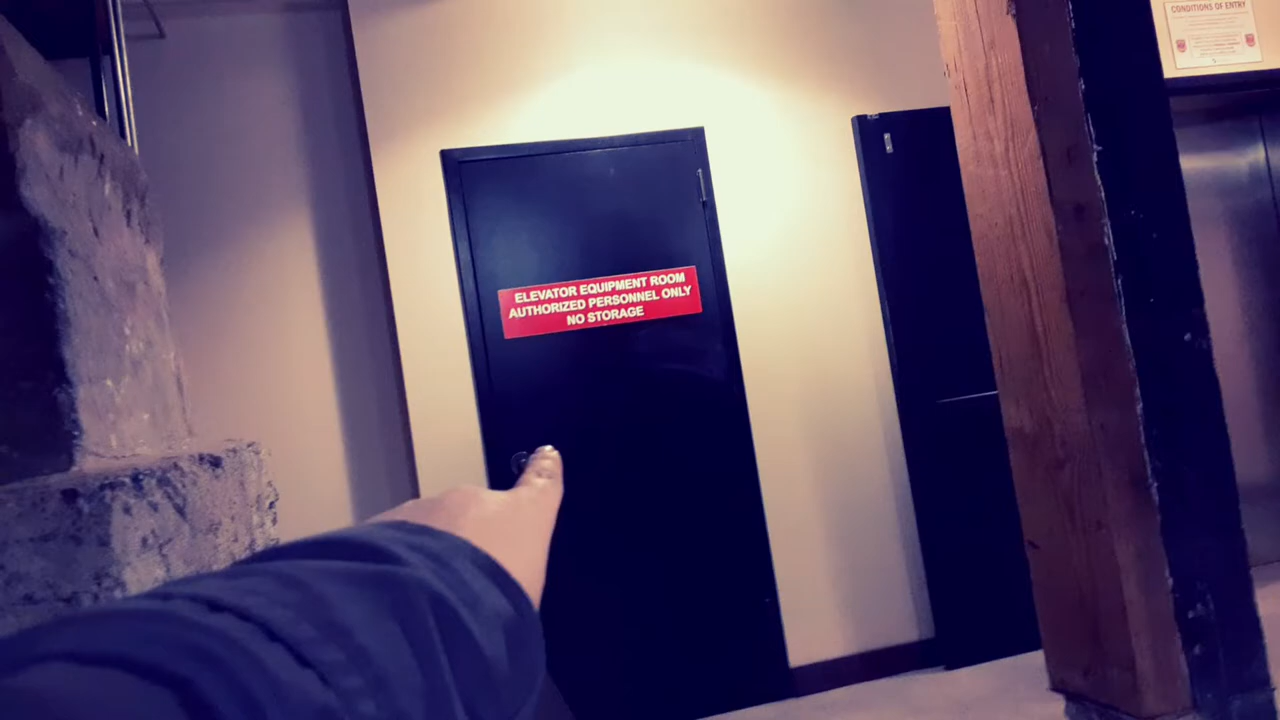 CONDITIONS OF ENTRY
ELEVATOR EQUIPMENT ROOM
AUTHORIZED PERSONNEL ONLY
NO STORAGE